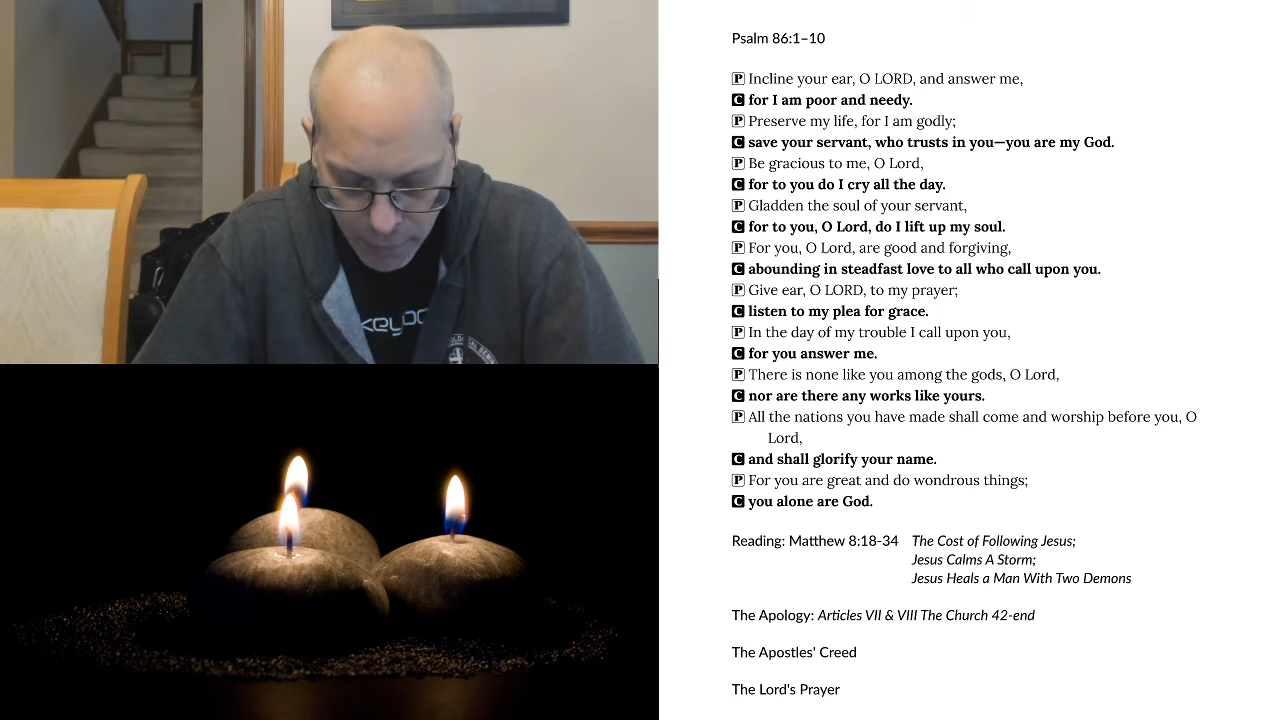 Psalm 86:1–10
P Incline your ear, O LORD, and answer me,
C for I am poor and needy.
P Preserve my life, for I am godly;
C save your servant, who trusts in you—you are my God.
P Be gracious to me, O Lord,
C for to you do I cry all the day.
P Gladden the soul of your servant,
C for to you, O Lord, do I lift up my soul.
P For you, O Lord, are good and forgiving,
C abounding in steadfast love to all who call upon you.
P Give ear, O LORD, to my prayer;
C listen to my plea for grace.
P In the day of my trouble I call upon you,
C for you answer me.
P There is none like you among the gods, O Lord,
C nor are there any works like yours.
P All the nations you have made shall come and worship before you, O
Lord,
C and shall glorify your name.
P For you are great and do wondrous things;
C you alone are God.
Reading: Matthew 8:18-34 The Cost of Following Jesus;
Jesus Calms A Storm;
Jesus Heals a Man With Two Demons
The Apology: Articles VII & VIII The Church 42-end
The Apostles' Creed
The Lord's Prayer